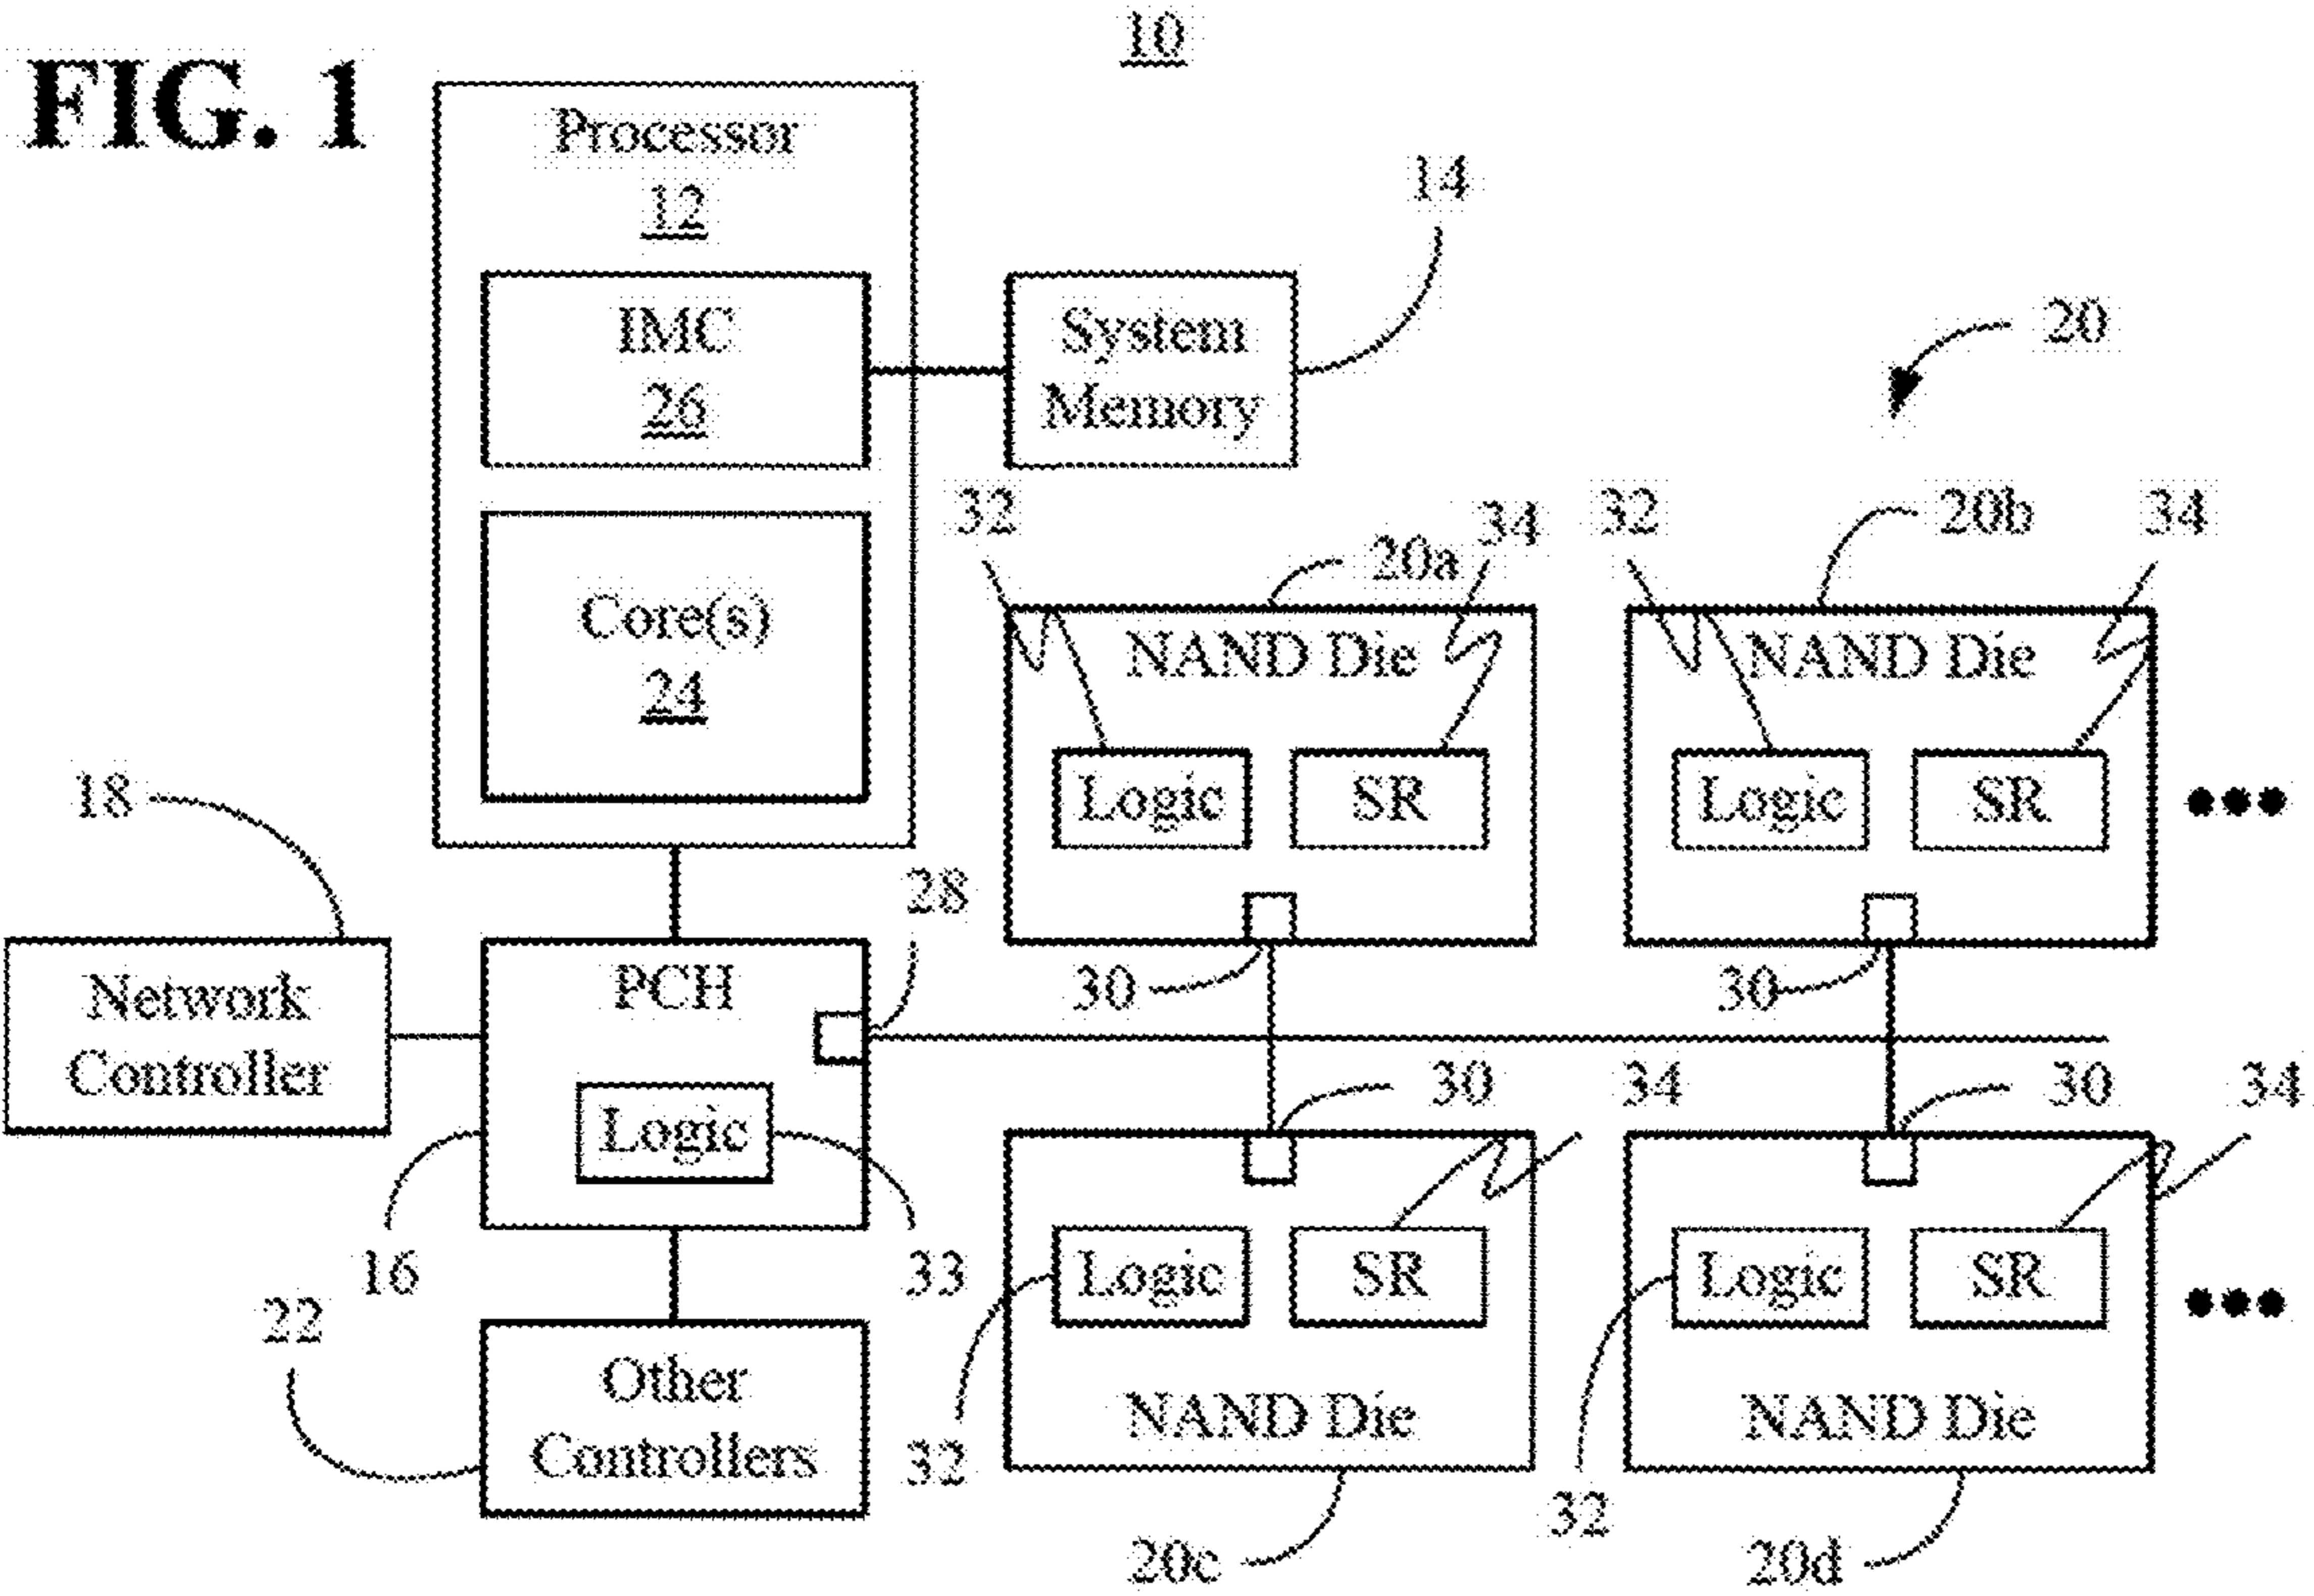 10
FIG. 1
Processor
12
14
IMC
26
System
Memory
20
32
34
32
20b
34
20a
Core(s)
24
NAND Die
NAND Die
18
Logic
SR
Logic
SR
•••
28
Network
Controller
PCH
30
30
Logic
30
34
30
34
16
33
Logic
SR
Logic
SR
•••
22
Other
Controllers
NAND Die
NAND Die
32
32
20c
20d